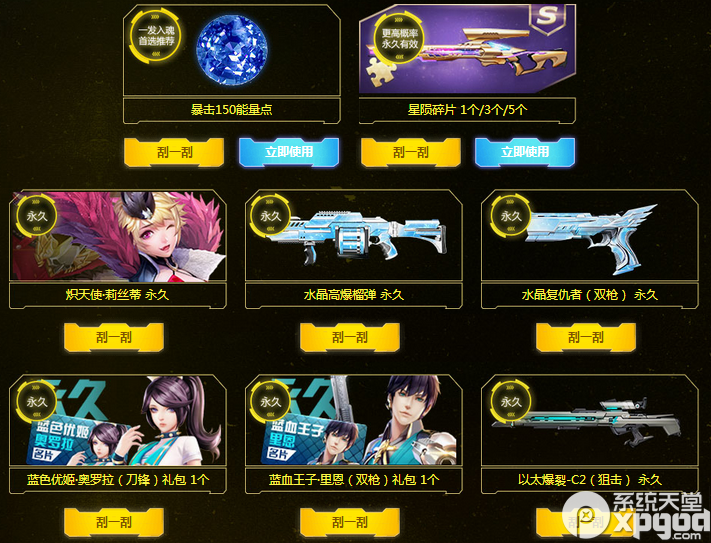 一发入魂
首选推荐
更高概率
永久有效
S
暴击150能量点
星陨碎片 1个/3个/5个
刮一刮
立即使用
刮一刮
立即使用
永久
永久
永久
炽天使·莉丝蒂 永久
水晶高爆榴弹 永久
水晶复仇者（双枪） 永久
刮一刮
刮一刮
刮一刮
永久
永久
永久
永久
蓝色优姬
奥罗拉
名片
蓝血王子
里恩
名片
蓝色优姬·奥罗拉（刀锋）礼包 1个
蓝血王子·里恩（双枪）礼包 1个
以太爆裂-C2（狙击） 永久
刮一刮
刮一刮
系统天堂
xpgod
.com